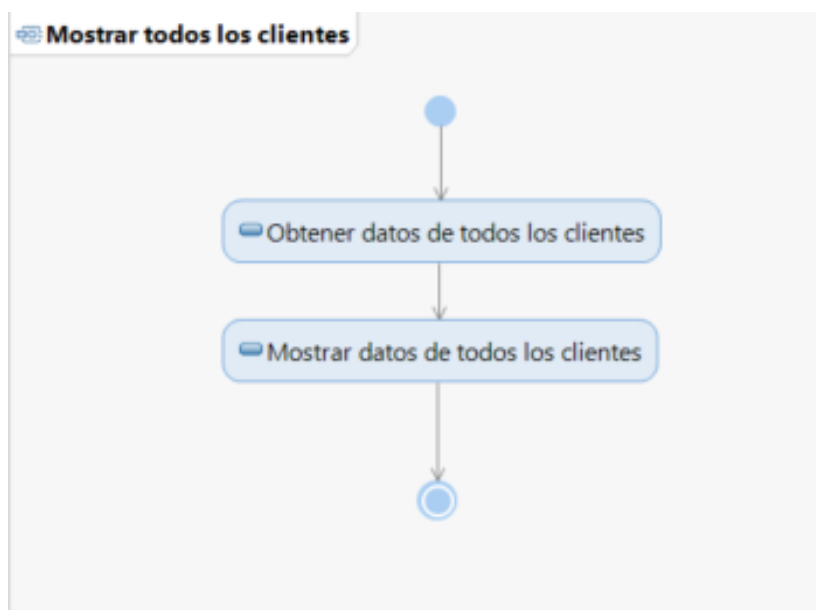 Mostrar todos los clientes
Obtener datos de todos los clientes
Mostrar datos de todos los clientes